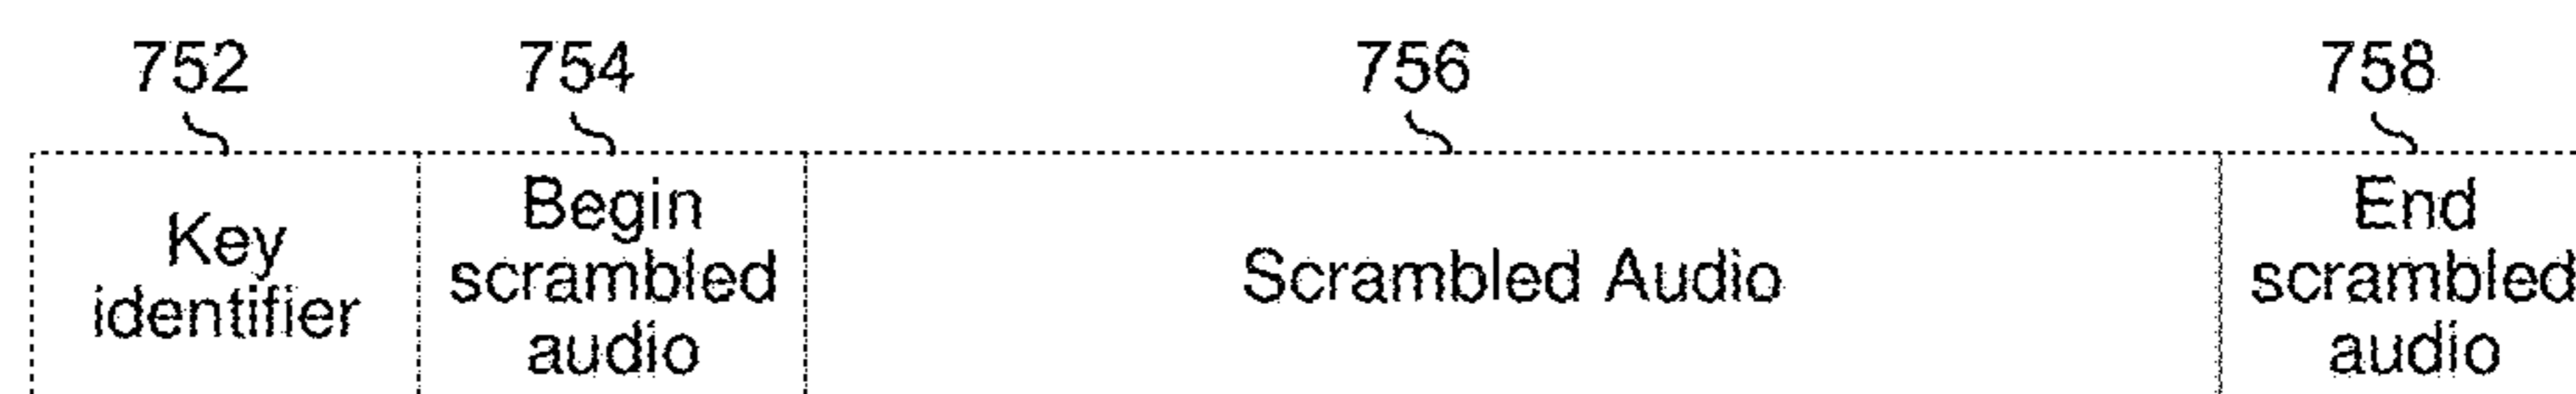 752 754 756 758
Key
identifier
Begin
scrambled
audio
Scrambled Audio
End
scrambled
audio